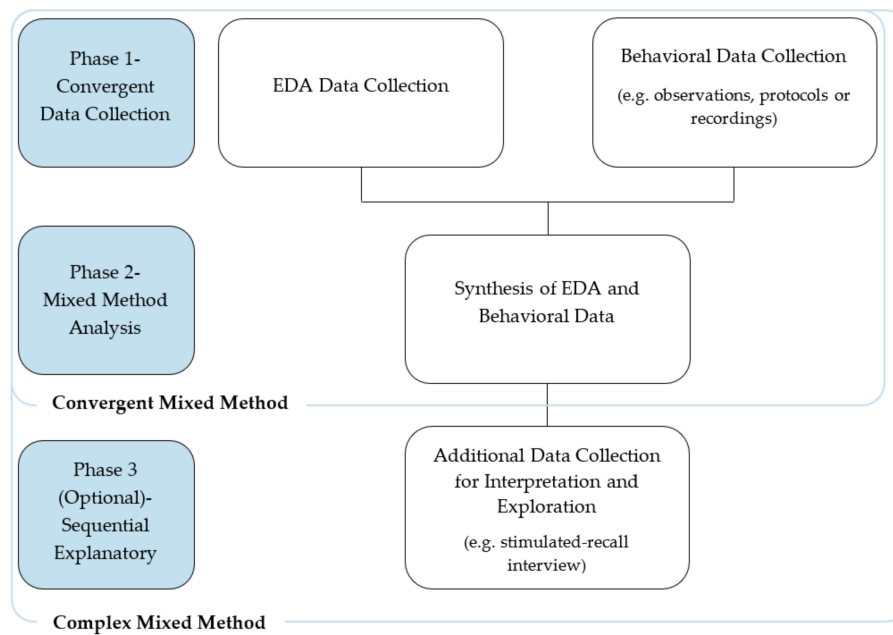 Phase 1-
Convergent
Data Collection
EDA Data Collection
Behavioral Data Collection
(e.g. observations, protocols or
recordings)
Phase 2-
Mixed Method
Analysis
Synthesis of EDA and
Behavioral Data
Convergent Mixed Method
Phase 3
(Optional)-
Sequential
Explanatory
Additional Data Collection
for Interpretation and
Exploration
(e.g. stimulated-recall
interview)
Complex Mixed Method